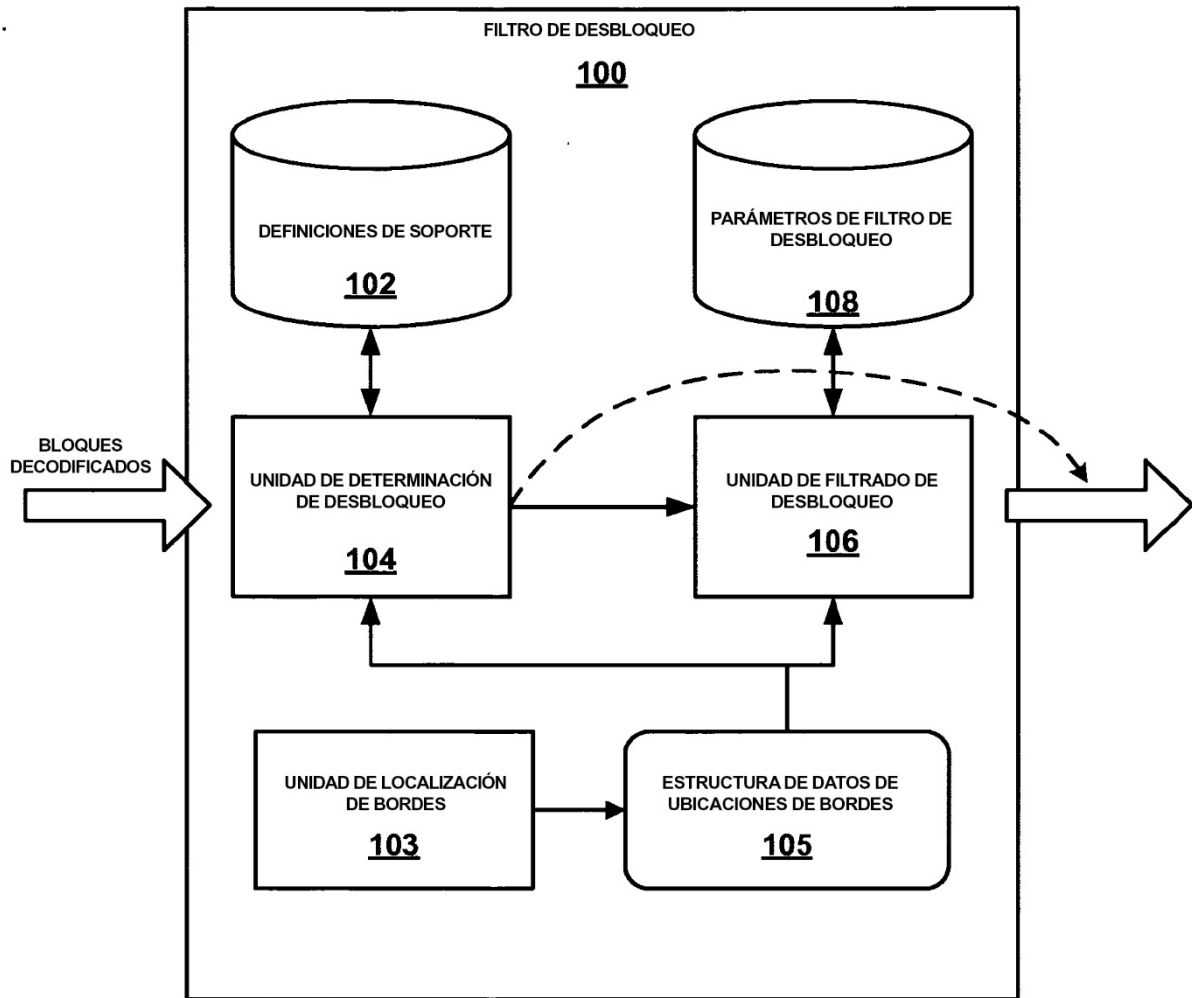 FILTRO DE DESBLOQUEO
100
DEFINICIONES DE SOPORTE
102
PARÁMETROS DE FILTRO DE
DESBLOQUEO
108
BLOQUES
DECODIFICADOS
UNIDAD DE DETERMINACIÓN
DE DESBLOQUEO
104
UNIDAD DE FILTRADO DE
DESBLOQUEO
106
UNIDAD DE LOCALIZACIÓN
DE BORDES
103
ESTRUCTURA DE DATOS DE
UBICACIONES DE BORDES
105